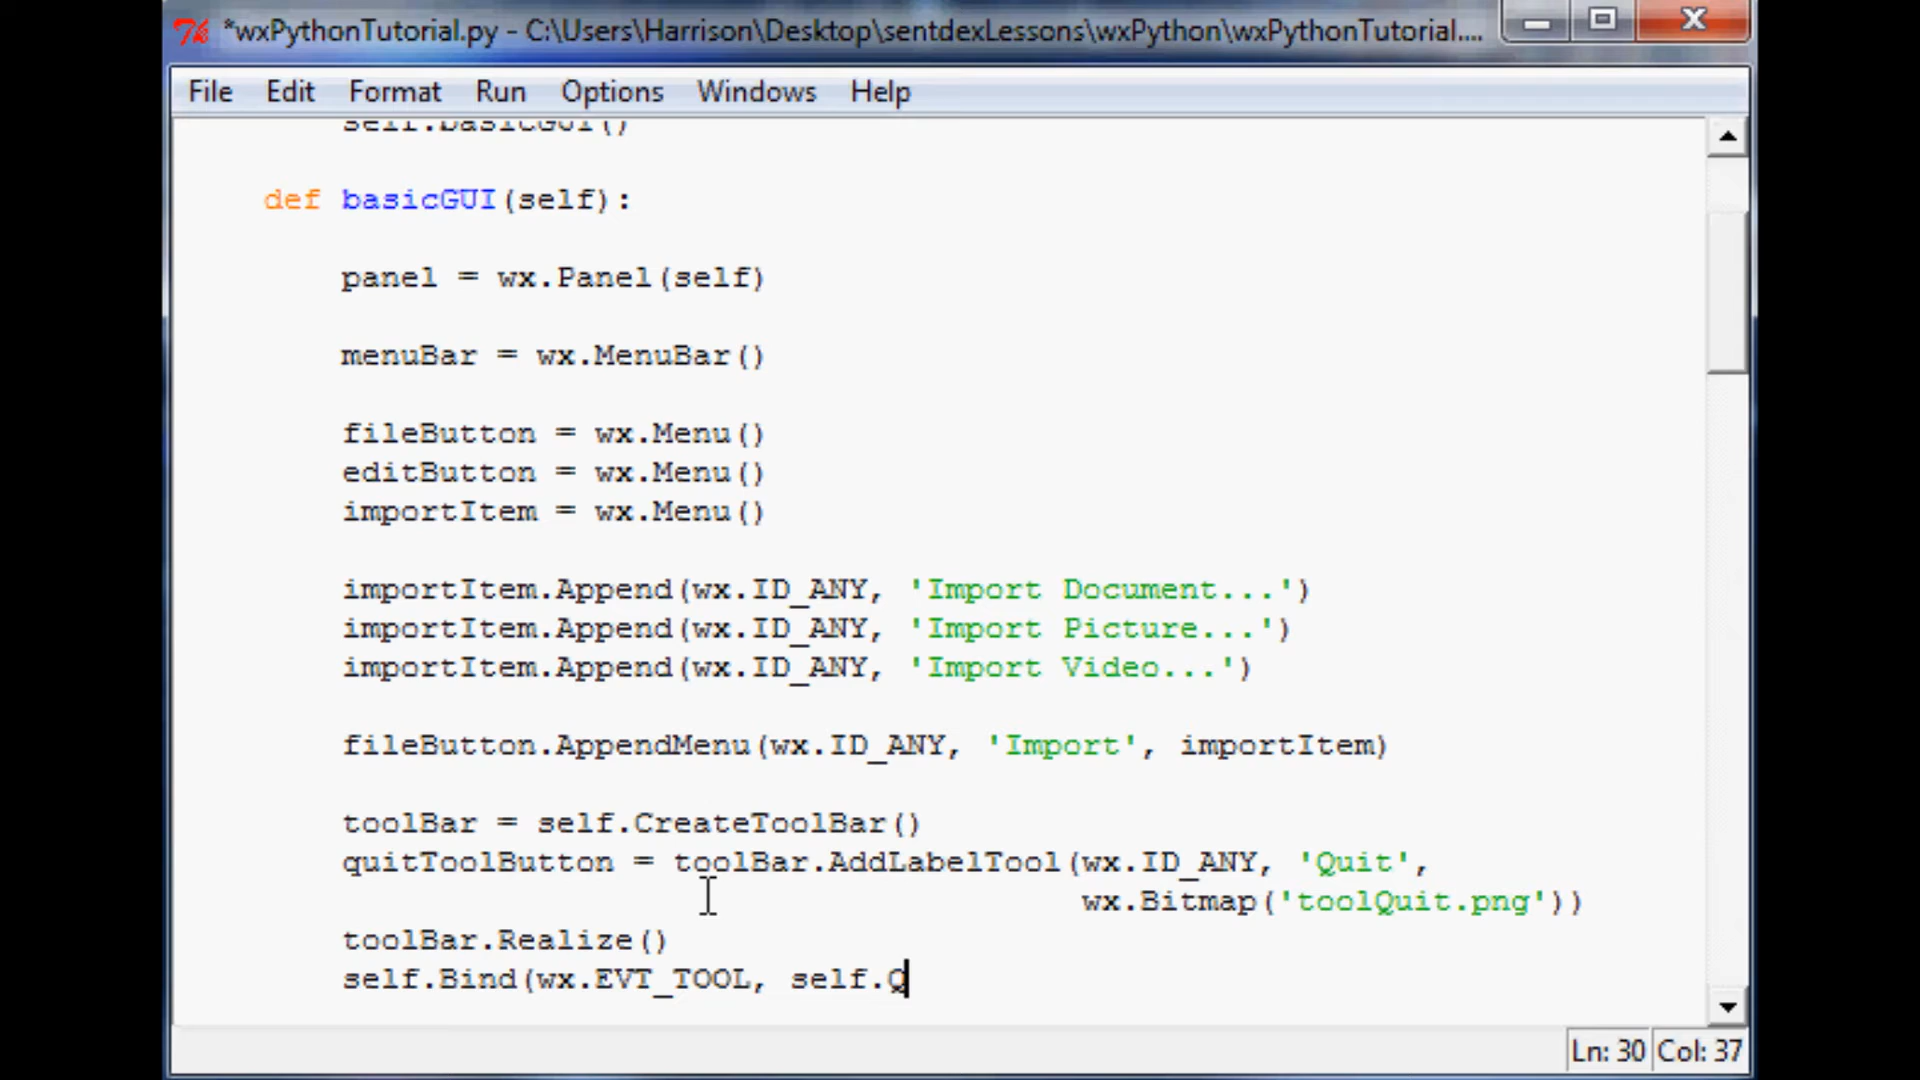 *wxPythonTutorial.py - C:\Users\Harrison\Desktop\sentdexLessons\wxPython\wxPythonTutorial....
File Edit Format Run Options Windows Help
self.basicGUI()
def basicGUI(self):
panel = wx.Panel(self)
menuBar = wx.MenuBar()
fileButton = wx.Menu()
editButton = wx.Menu()
importItem = wx.Menu()
importItem.Append(wx.ID_ANY, 'Import Document...')
importItem.Append(wx.ID_ANY, 'Import Picture...')
importItem.Append(wx.ID_ANY, 'Import Video...')
fileButton.AppendMenu(wx.ID_ANY, 'Import', importItem)
toolBar = self.CreateToolBar()
quitToolButton = toolBar.AddLabelTool(wx.ID_ANY, 'Quit',
wx.Bitmap('toolQuit.png'))
toolBar.Realize()
self.Bind(wx.EVT_TOOL, self.Q
Ln: 30 Col: 37